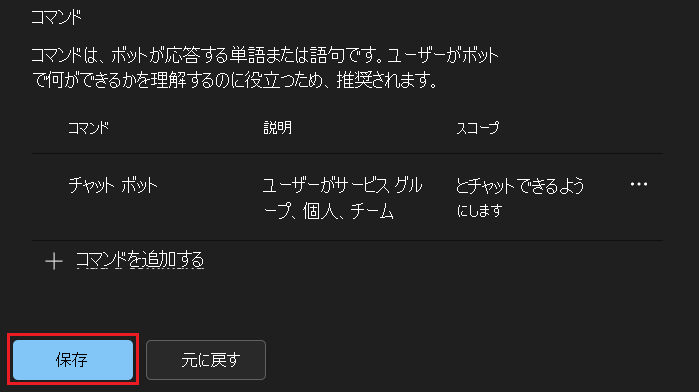 コマンド
コマンドは、ボットが応答する単語または語句です。ユーザーがボット
で何ができるかを理解するのに役立つため、推奨されます。
コマンド 説明 スコープ
チャット ボット ユーザーがサービス グル とチャットできるよう
ープ、個人、チーム にします
コマンドを追加する
保存 元に戻す